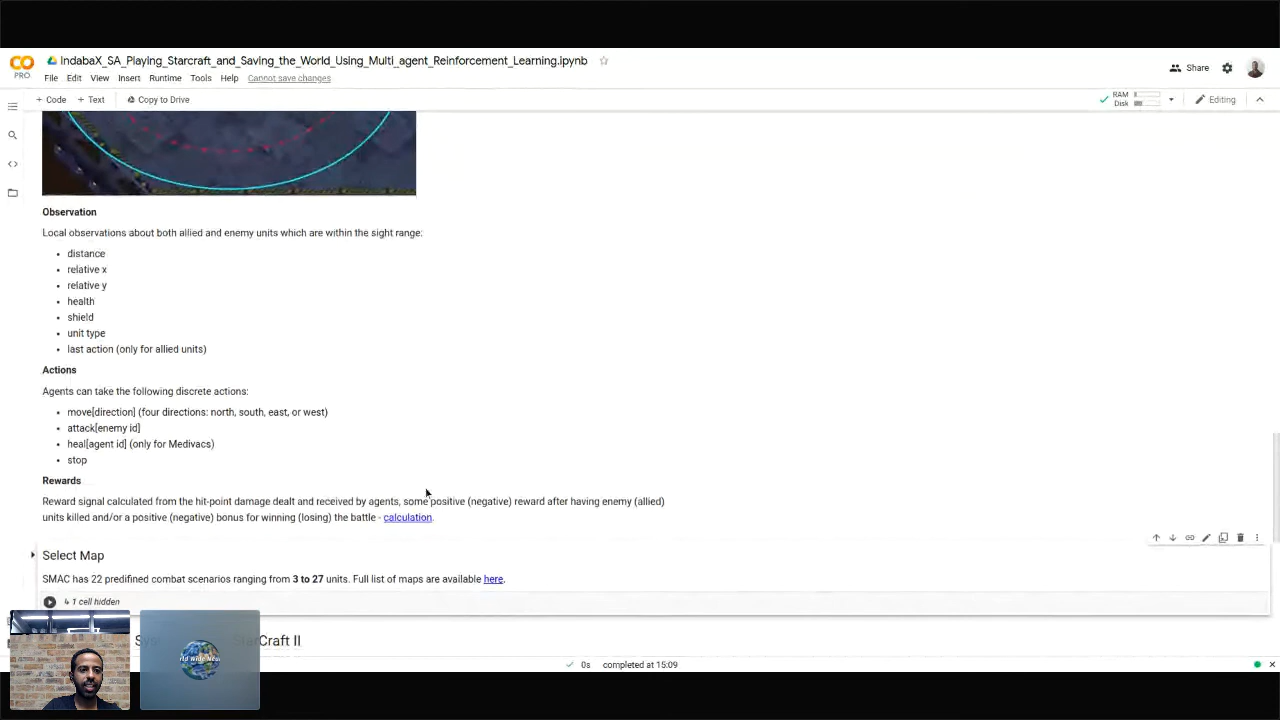 IndabaX_SA_Playing_Starcraft_and_Saving_the_World_Using_Multi_agent_Reinforcement_Learning.ipynb
CO
PRO
File Edit View Insert Runtime Tools Help Cannot save changes
Share
+ Code + Text Copy to Drive
RAM
Disk
Editing
Observation
Local observations about both allied and enemy units which are within the sight range:
• distance
• relative x
• relative y
• health
• shield
• unit type
• last action (only for allied units)
Actions
Agents can take the following discrete actions:
• move[direction] (four directions: north, south, east, or west)
• attack[enemy id]
• heal[agent id] (only for Medivacs)
• stop
Rewards
Reward signal calculated from the hit-point damage dealt and received by agents, some positive (negative) reward after having enemy (allied)
units killed and/or a positive (negative) bonus for winning (losing) the battle - calculation.
Select Map
SMAC has 22 predifined combat scenarios ranging from 3 to 27 units. Full list of maps are available here.
↳ 1 cell hidden
StarCraft II
0s completed at 15:09